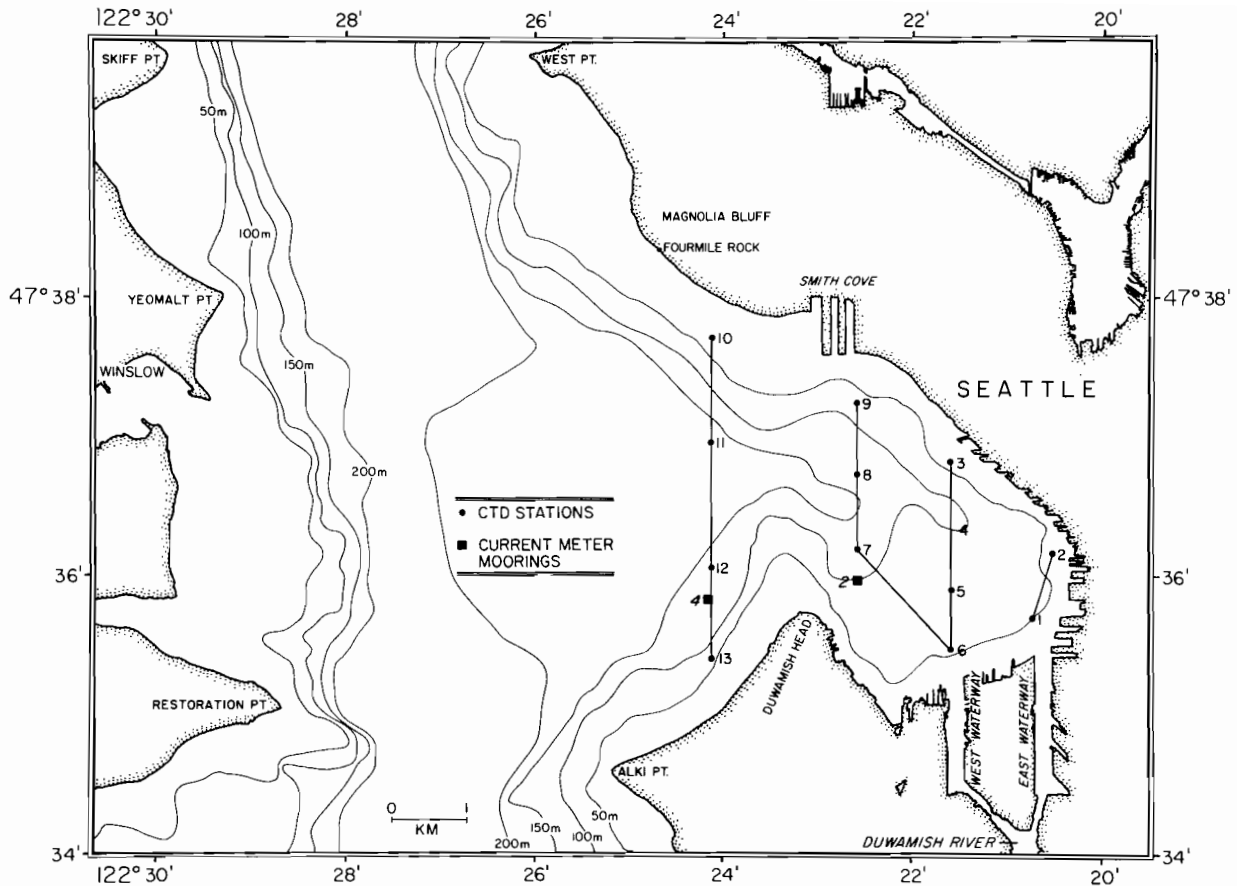 122° 30' 28' 26' 24' 22' 20'
SKIFF PT.
WEST PT.
50m
MAGNOLIA BLUFF
100m
FOURMILE ROCK
SMITH COVE
47° 38'
YEOMALT PT.
47° 38'
10
150m
WINSLOW
SEATTLE
9
11
3
200m
8
CTD STATIONS
4
CURRENT METER
MOORINGS
7
2
36'
12
2
36'
5
4
1
13
6
DUWAMISH HEAD
RESTORATION PT.
WEST WATERWAY
EAST WATERWAY
ALKI PT.
0 1
KM
50m
150m
100m
200m
DUWAMISH RIVER
34'
34'
122° 30' 28' 26' 24' 22' 20'